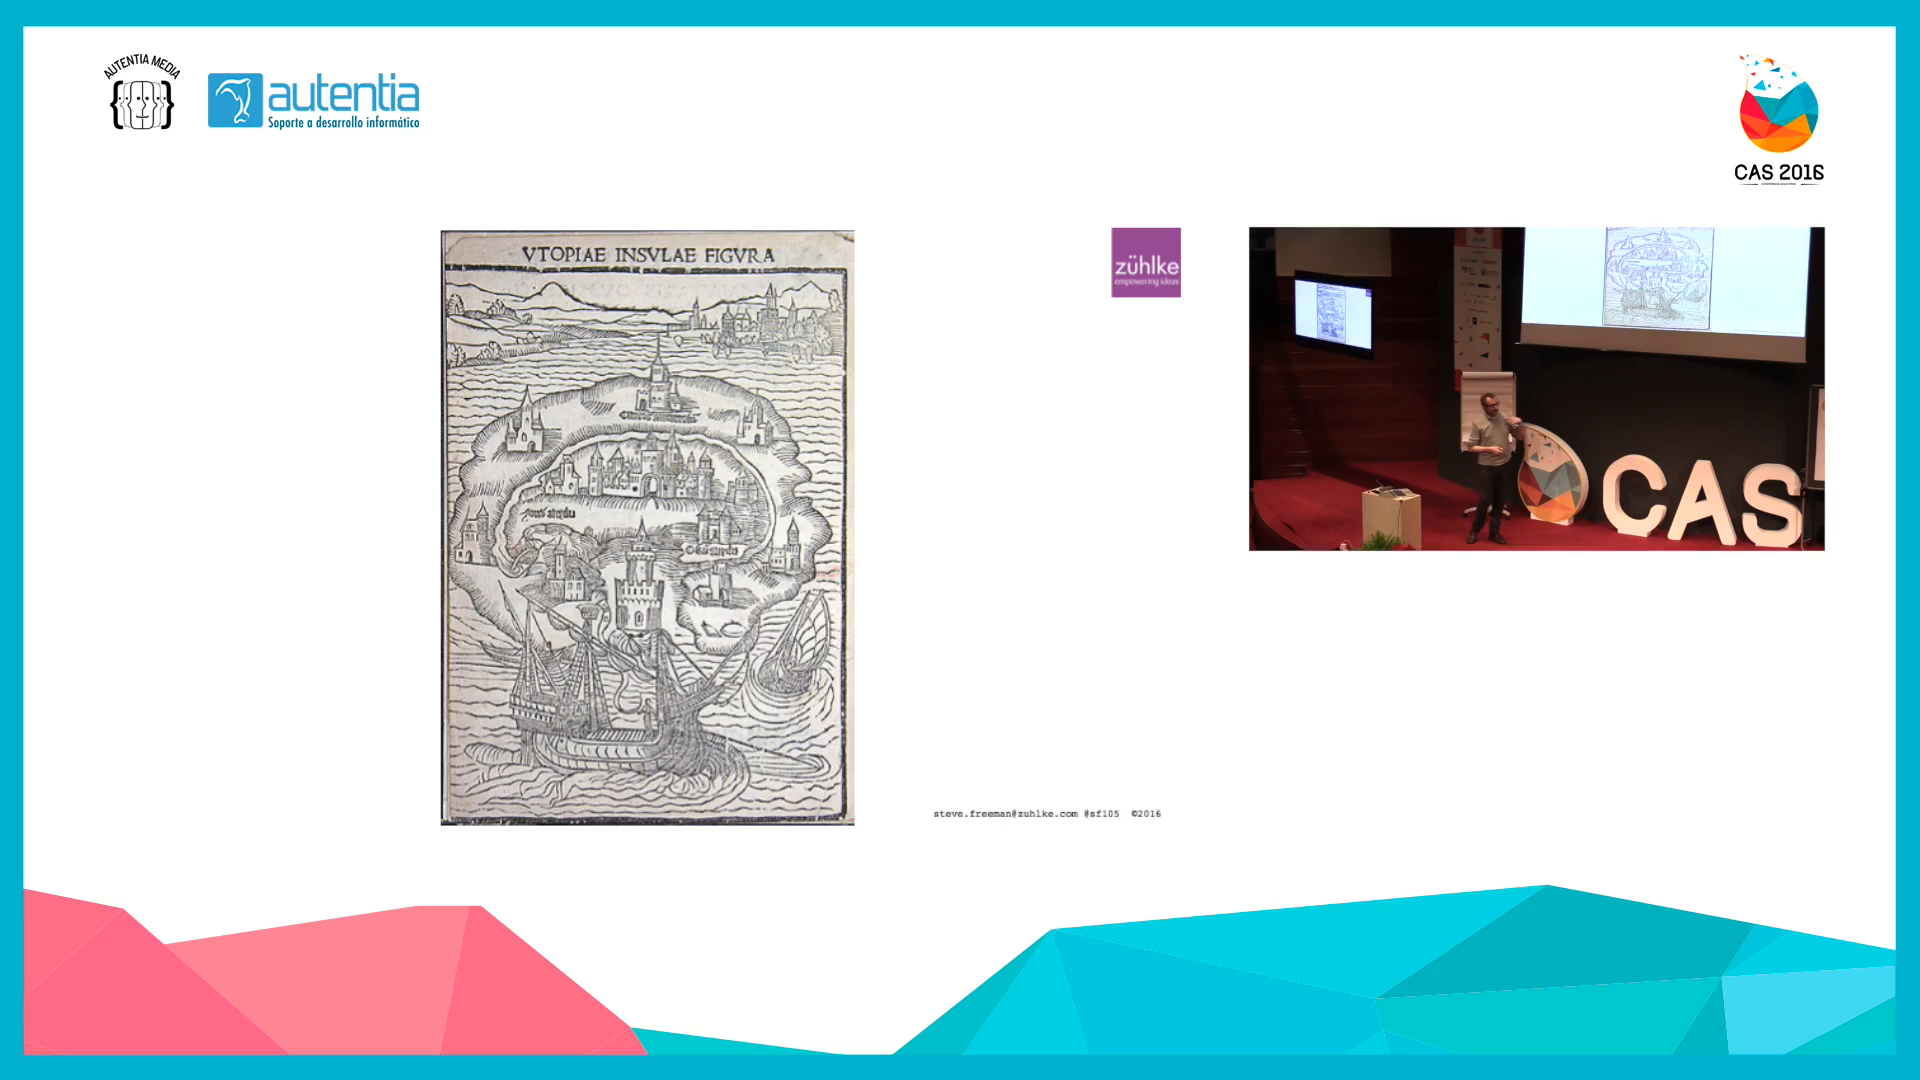 AUTENTIA MEDIA
autentia
Soporte a desarrollo informático
CAS 2016
VTOPIAE INSVLAE FIGVRA
zühlke
empowering ideas
CAS
steve.freeman@zuhlke.com @sf105 ©2016